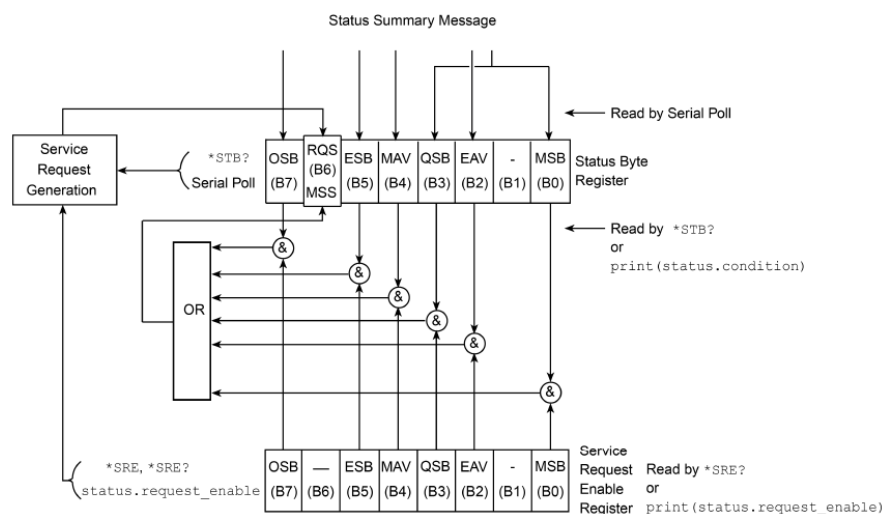 Status Summary Message
Read by Serial Poll
Service
Request
Generation
*STB?
Serial Poll
OSB
(B7)
RQS
(B6)
MSS
ESB
(B5)
MAV
(B4)
QSB
(B3)
EAV
(B2)
-
(B1)
MSB
(B0)
Status Byte
Register
Read by *STB?
or
print(status.condition)
&
&
&
&
&
&
OR
*SRE, *SRE?
status.request_enable
OSB
(B7)
—
(B6)
ESB
(B5)
MAV
(B4)
QSB
(B3)
EAV
(B2)
-
(B1)
MSB
(B0)
Service
Request
Enable
Register
Read by *SRE?
or
print(status.request_enable)